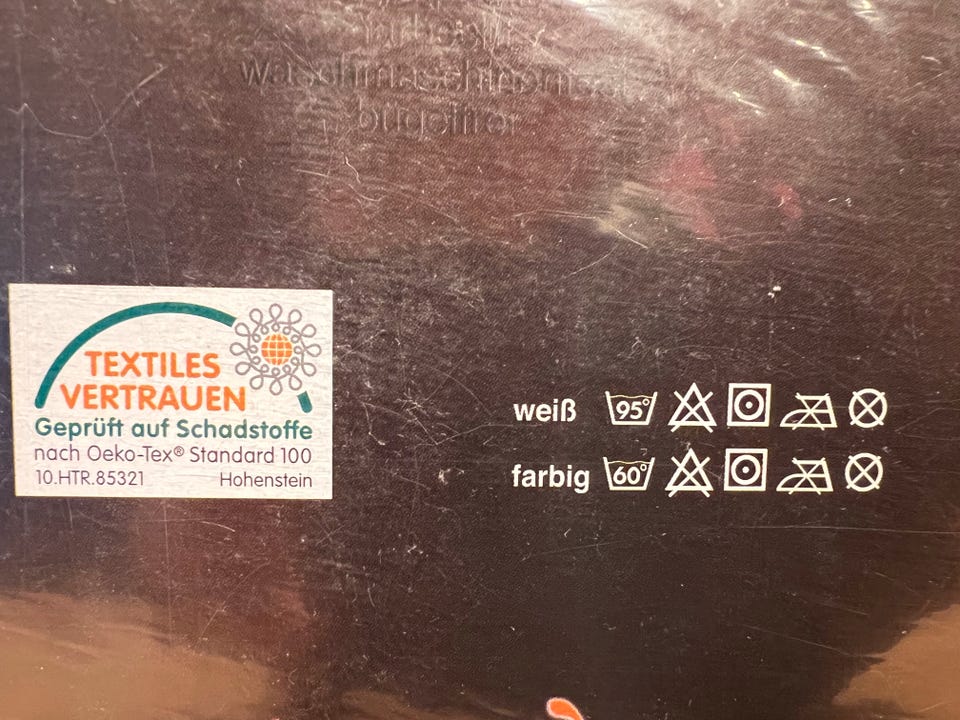 TEXTILES
VERTRAUEN
Geprüft auf Schadstoffe
nach Oeko-Tex® Standard 100
10.HTR.85321 Hohenstein
weiß 95°
farbig 60°